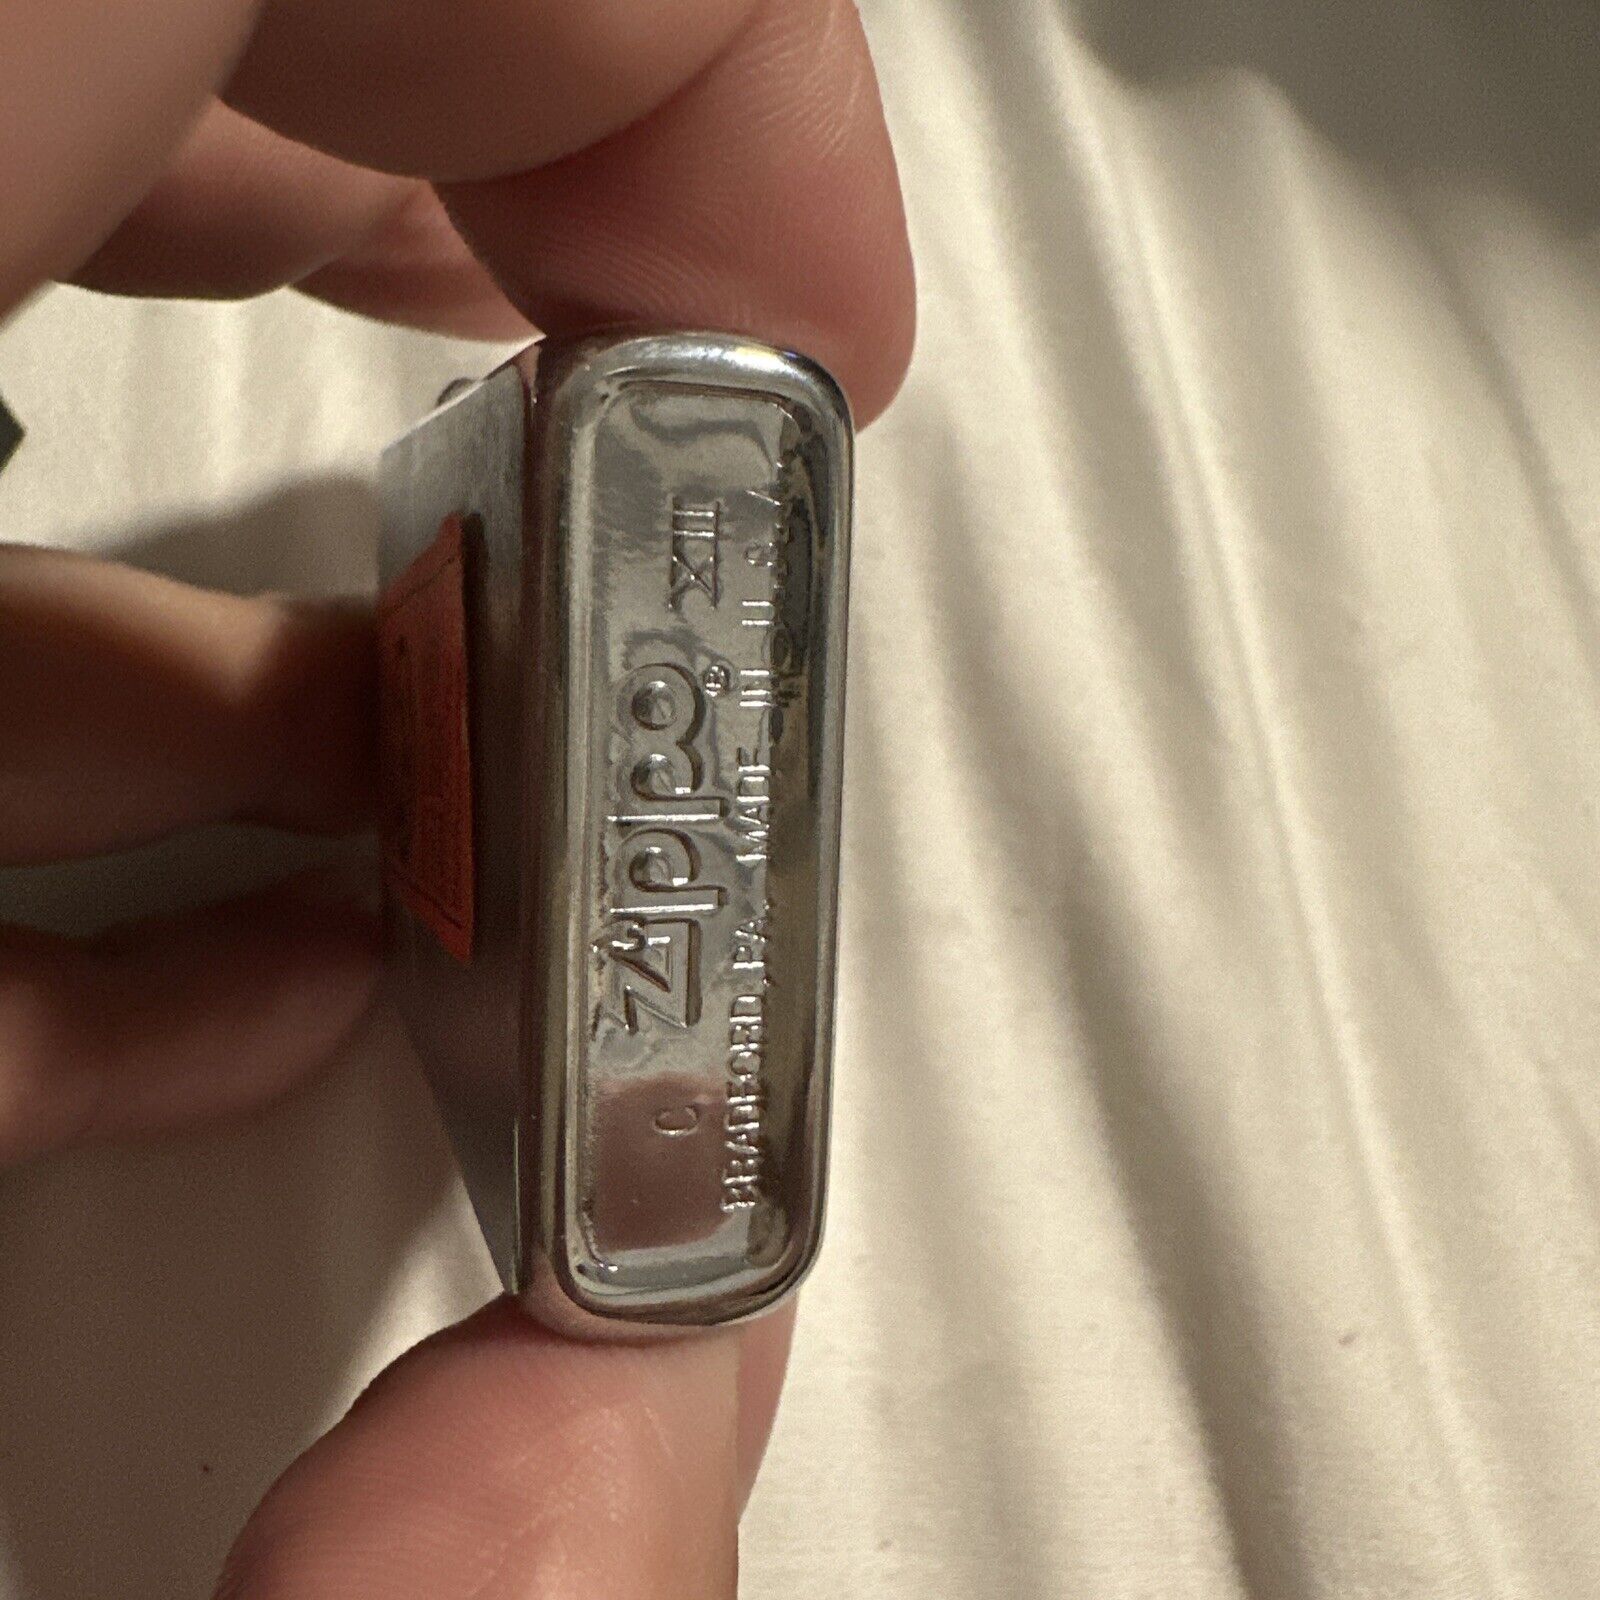 C Zippo® XII
BRADFORD, PA. MADE IN U.S.A.